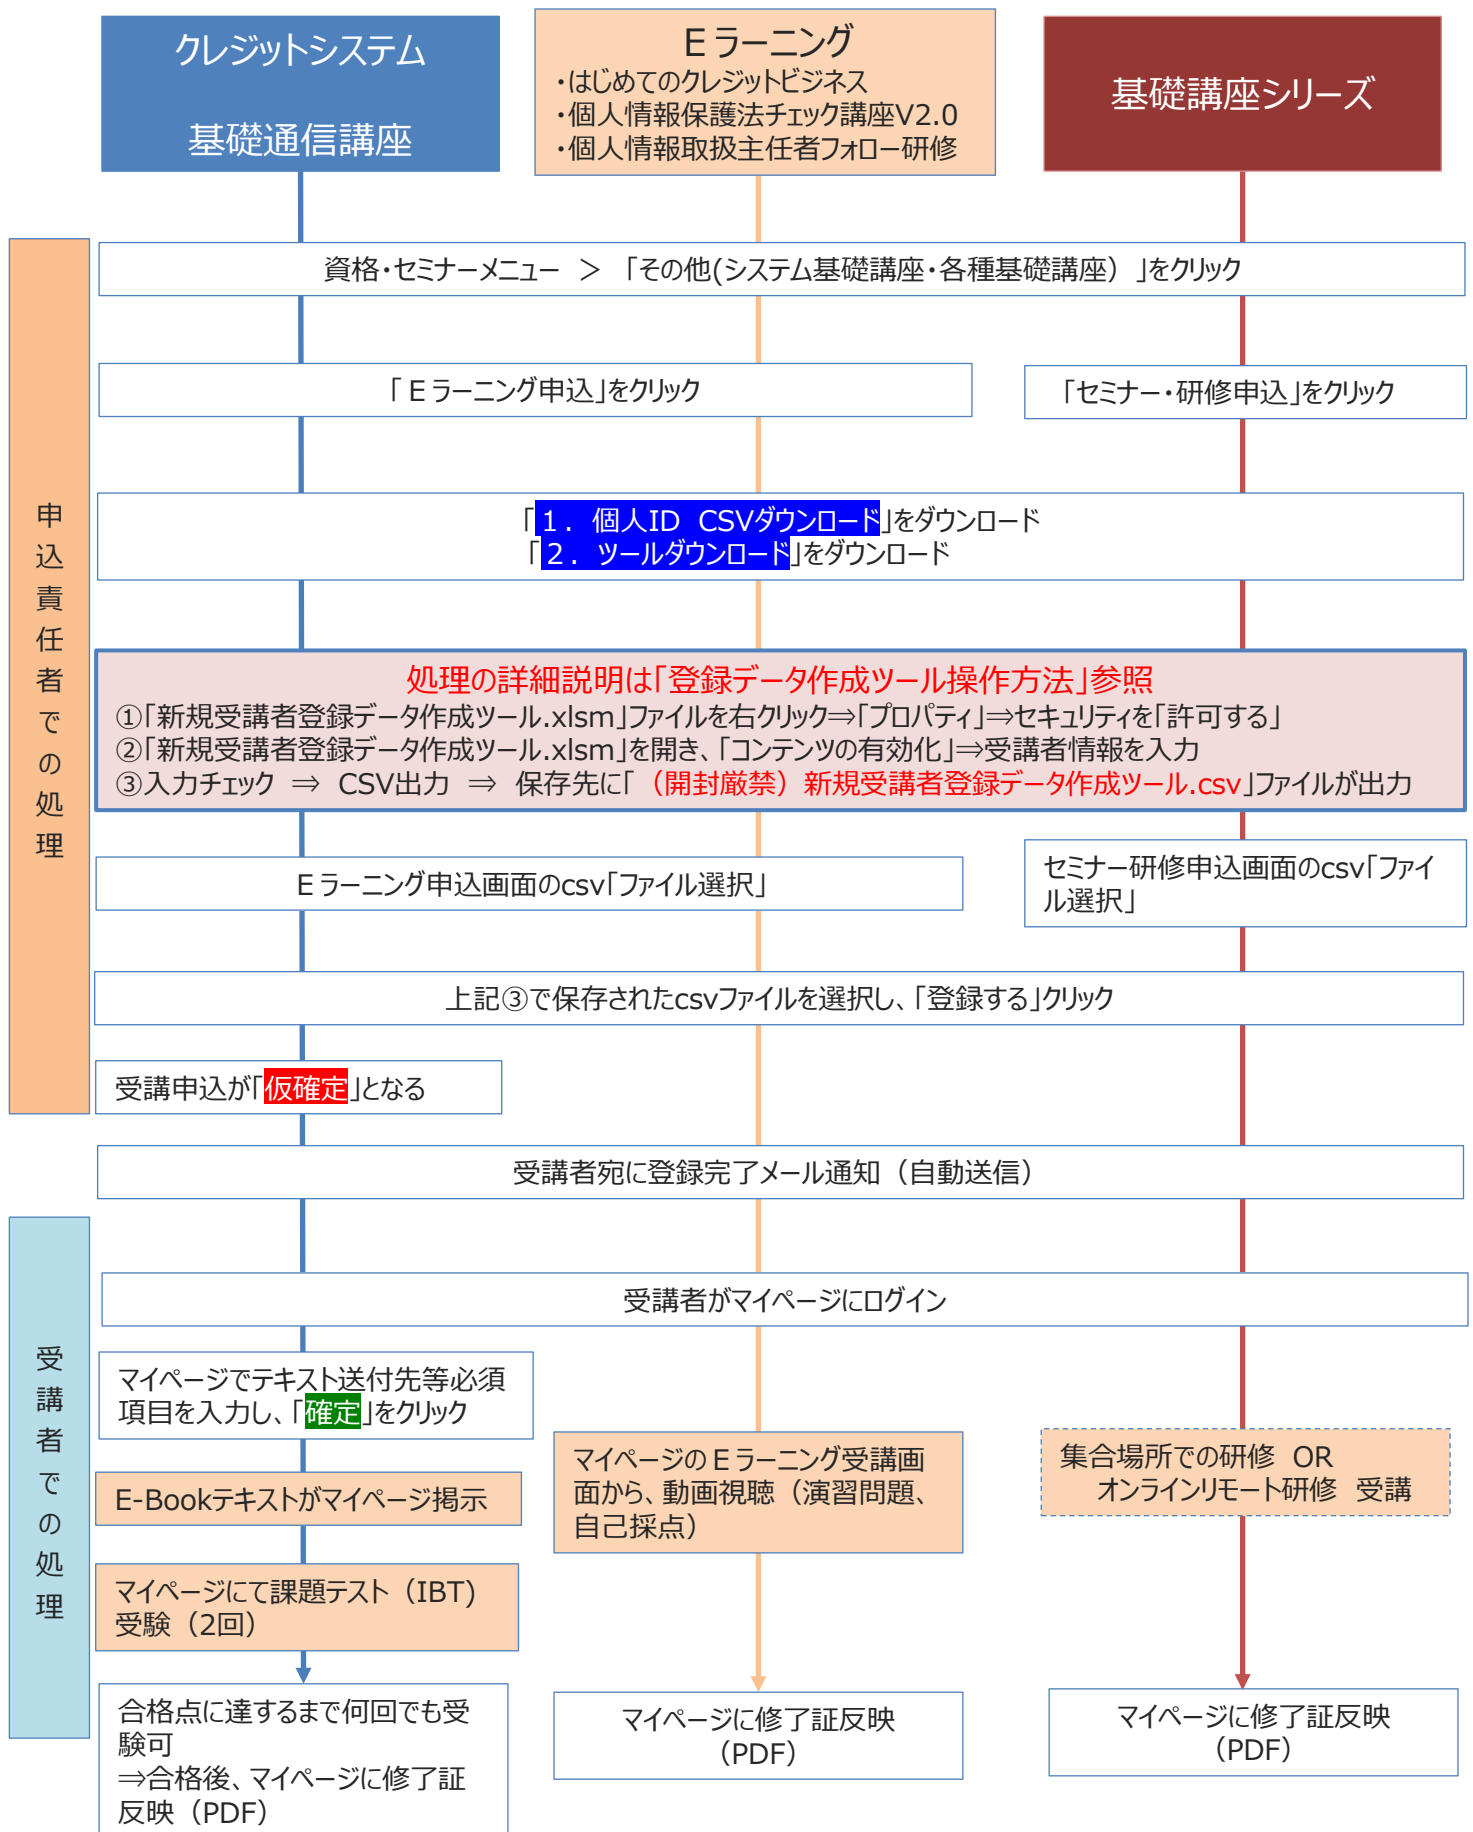 クレジットシステム
基礎通信講座
Eラーニング
・はじめてのクレジットビジネス
・個人情報保護法チェック講座V2.0
・個人情報取扱主任者フォロー研修
基礎講座シリーズ
申込責任者での処理
資格・セミナーメニュー ＞ 「その他(システム基礎講座・各種基礎講座）」をクリック
「Eラーニング申込」をクリック
「セミナー・研修申込」をクリック
「１． 個人ID CSVダウンロード」をダウンロード
「２． ツールダウンロード」をダウンロード
処理の詳細説明は「登録データ作成ツール操作方法」参照
①「新規受講者登録データ作成ツール.xlsm」ファイルを右クリック⇒「プロパティ」⇒セキュリティを「許可する」
②「新規受講者登録データ作成ツール.xlsm」を開き、「コンテンツの有効化」⇒受講者情報を入力
③入力チェック ⇒ CSV出力 ⇒ 保存先に「（開封厳禁）新規受講者登録データ作成ツール.csv」ファイルが出力
Eラーニング申込画面のcsv「ファイル選択」
セミナー研修申込画面のcsv「ファイ
ル選択」
上記③で保存されたcsvファイルを選択し、「登録する」クリック
受講申込が「仮確定」となる
受講者宛に登録完了メール通知（自動送信）
受講者での処理
受講者がマイページにログイン
マイページでテキスト送付先等必須
項目を入力し、「確定」をクリック
E-Bookテキストがマイページ掲示
マイページにて課題テスト（IBT)
受験（2回）
合格点に達するまで何回でも受
験可
⇒合格後、マイページに修了証
反映（PDF）
マイページのEラーニング受講画
面から、動画視聴（演習問題、
自己採点）
マイページに修了証反映
（PDF）
集合場所での研修 OR
オンラインリモート研修 受講
マイページに修了証反映
（PDF）